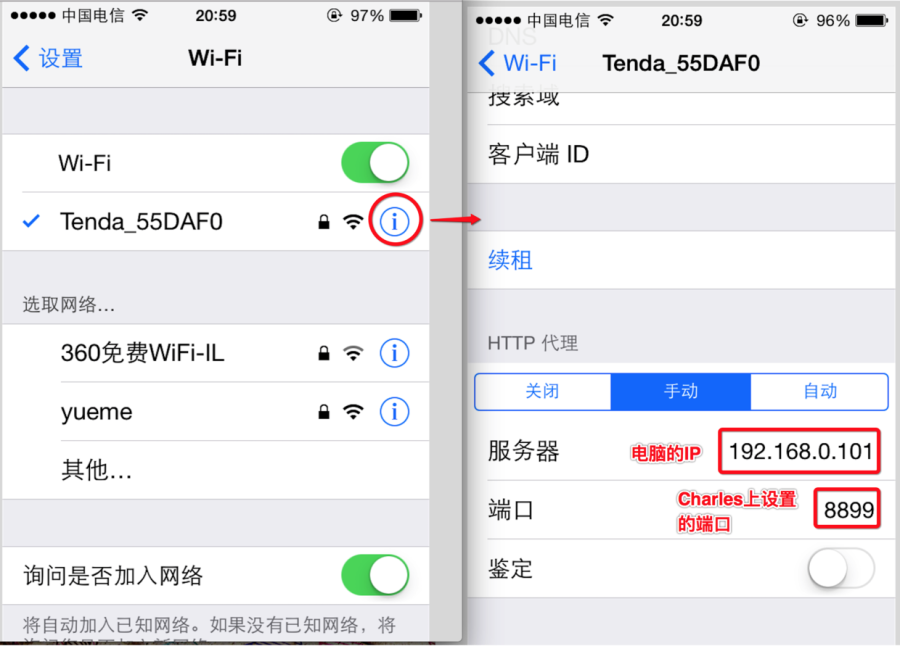 中国电信 20:59 97%
设置 Wi-Fi
Wi-Fi
Tenda_55DAF0
选取网络...
360免费WiFi-IL
yueme
其他...
询问是否加入网络
将自动加入已知网络。如果没有已知网络，将
中国电信 20:59 96%
DNS
Wi-Fi Tenda_55DAF0
搜索域
客户端 ID
续租
HTTP 代理
关闭 手动 自动
服务器 电脑的IP 192.168.0.101
端口 Charles上设置
的端口 8899
鉴定